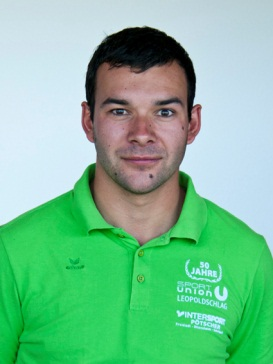 50
JAHRE
SPORT
UNION
LEOPOLDSCHLAG
INTERSPORT
PÖTSCHER